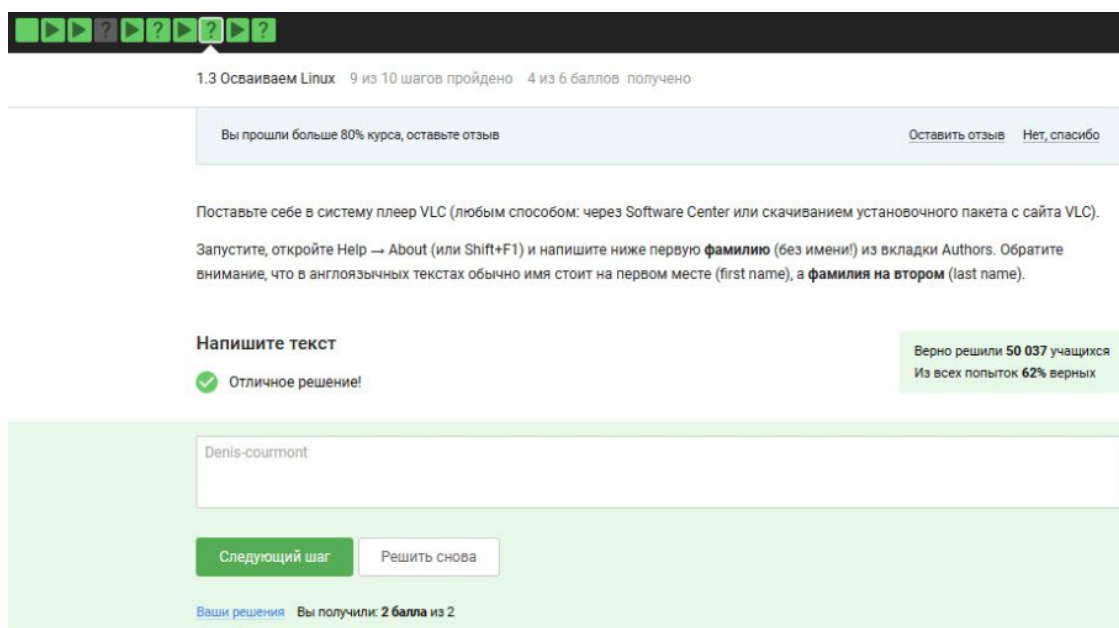 ? ? ? ?
1.3 Осваиваем Linux 9 из 10 шагов пройдено 4 из 6 баллов получено
Вы прошли больше 80% курса, оставьте отзыв Оставить отзыв Нет, спасибо
Поставьте себе в систему плеер VLC (любым способом: через Software Center или скачиванием установочного пакета с сайта VLC).
Запустите, откройте Help → About (или Shift+F1) и напишите ниже первую фамилию (без имени!) из вкладки Authors. Обратите
внимание, что в англоязычных текстах обычно имя стоит на первом месте (first name), а фамилия на втором (last name).
Напишите текст
Верно решили 50 037 учащихся
Из всех попыток 62% верных
Отличное решение!
Denis-courmont
Следующий шаг Решить снова
Ваши решения Вы получили: 2 балла из 2